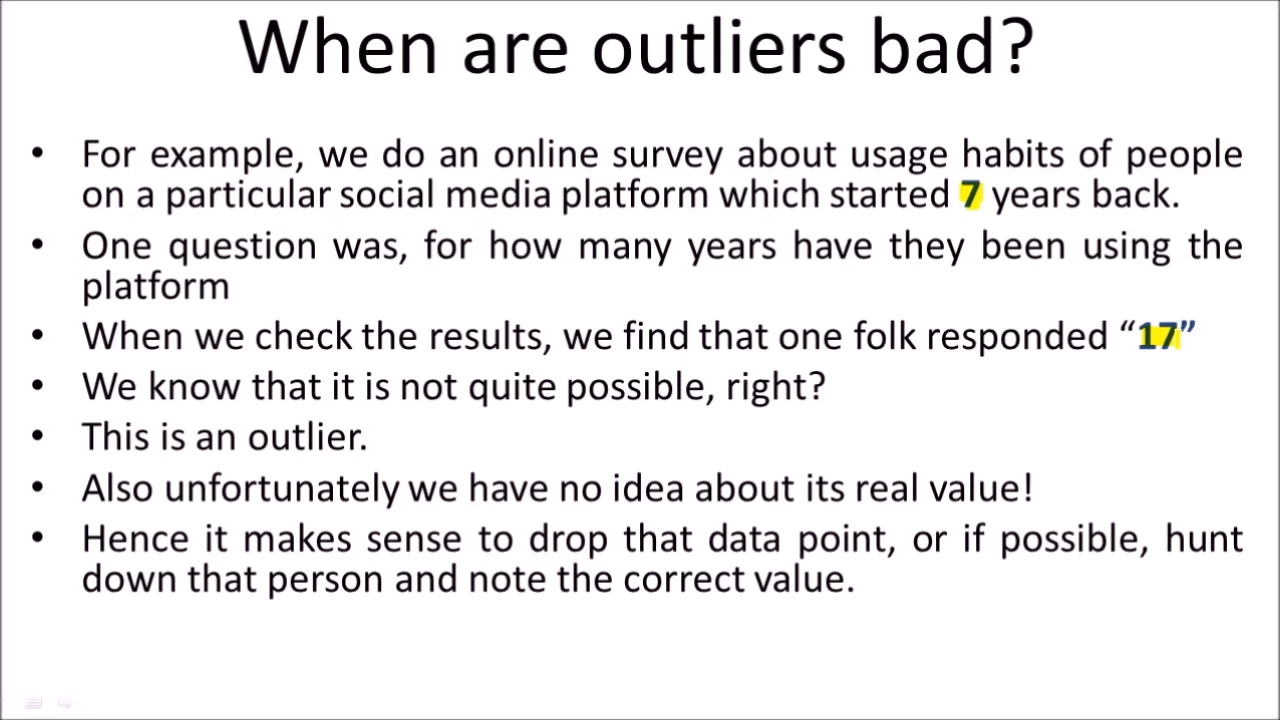 When are outliers bad?
• For example, we do an online survey about usage habits of people
on a particular social media platform which started 7 years back.
• One question was, for how many years have they been using the
platform
• When we check the results, we find that one folk responded “17”
• We know that it is not quite possible, right?
• This is an outlier.
• Also unfortunately we have no idea about its real value!
• Hence it makes sense to drop that data point, or if possible, hunt
down that person and note the correct value.